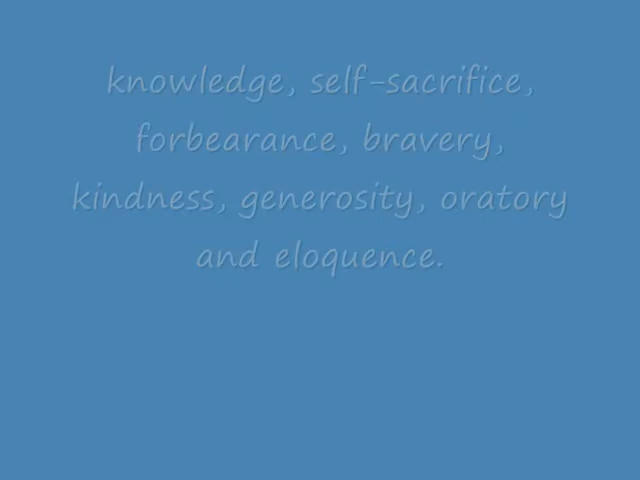 knowledge, self-sacrifice,
forbearance, bravery,
kindness, generosity, oratory
and eloquence.